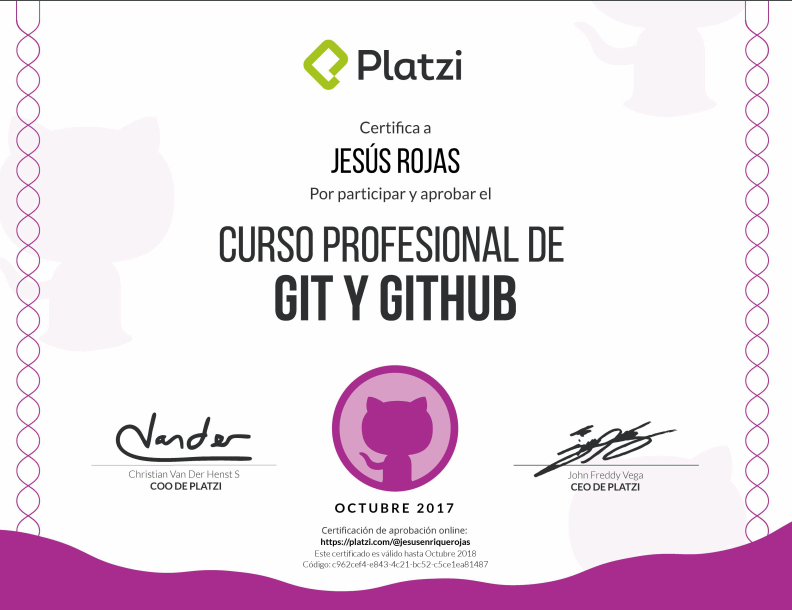 Platzi
Certifica a
JESÚS ROJAS
Por participar y aprobar el
CURSO PROFESIONAL DE
GIT Y GITHUB
Vander
Christian Van Der Henst S
COO DE PLATZI
John Freddy Vega
CEO DE PLATZI
OCTUBRE 2017
Certificación de aprobación online:
https://platzi.com/@jesusenriquerojas
Este certificado es válido hasta Octubre 2018
Código: c962cef4-e843-4c21-bc52-c5ce1ea81487